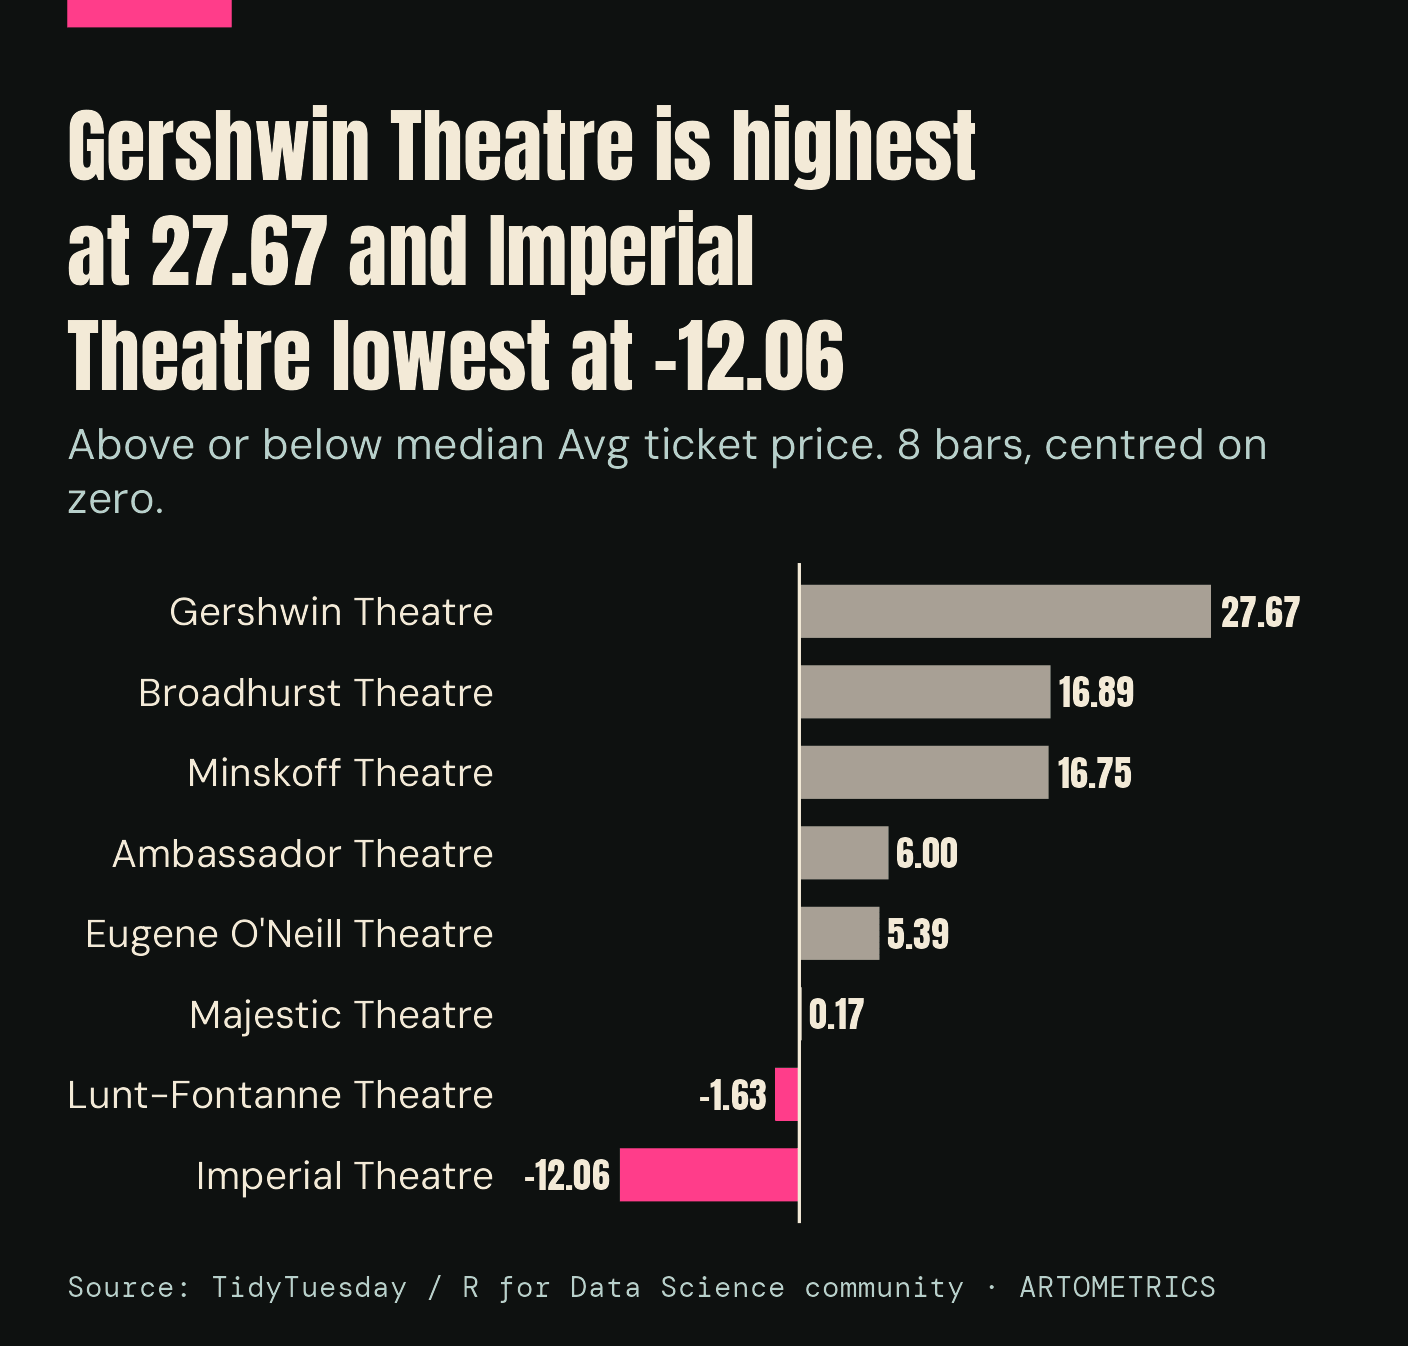 Gershwin Theatre is highest
at 27.67 and Imperial
Theatre lowest at -12.06
Above or below median Avg ticket price. 8 bars, centred on
zero.
Gershwin Theatre 27.67
Broadhurst Theatre 16.89
Minskoff Theatre 16.75
Ambassador Theatre 6.00
Eugene O'Neill Theatre 5.39
Majestic Theatre 0.17
Lunt-Fontanne Theatre -1.63
Imperial Theatre -12.06
Source: TidyTuesday / R for Data Science community · ARTOMETRICS